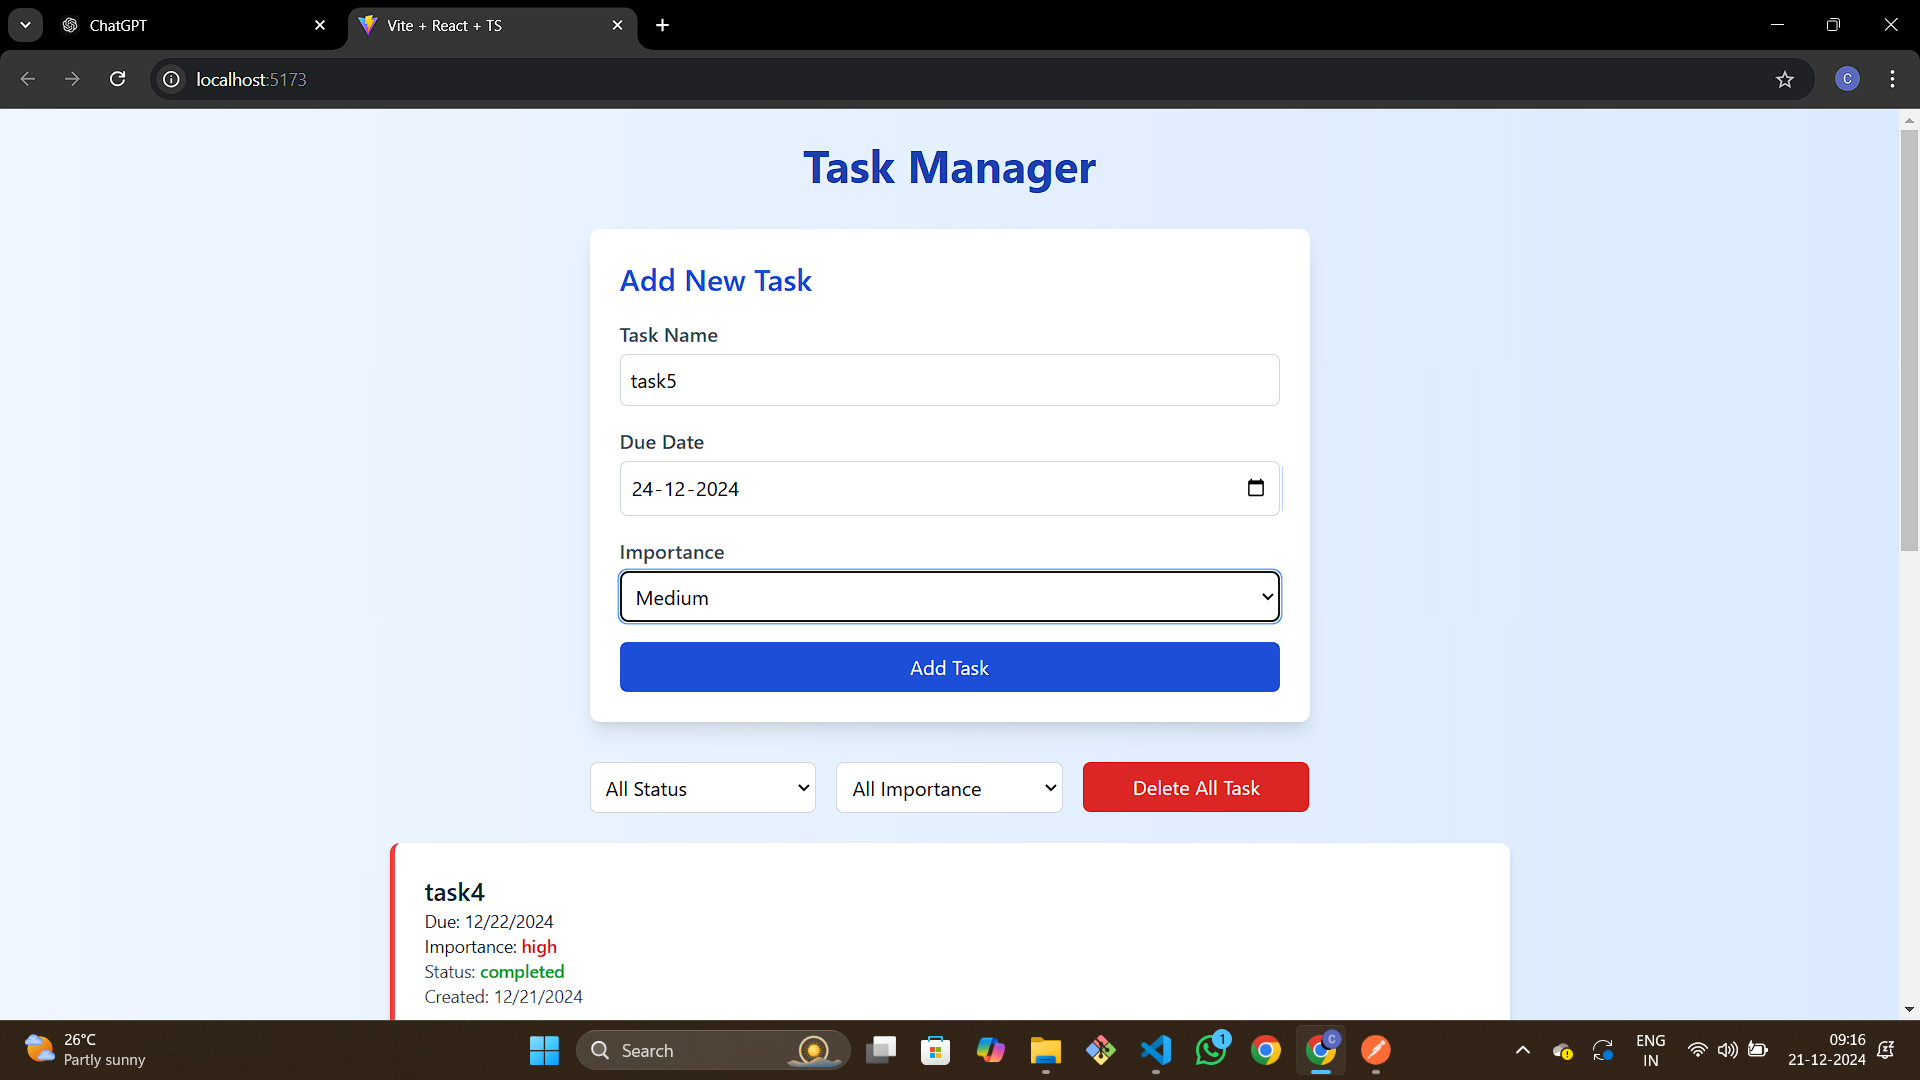 ChatGPT
Vite + React + TS
localhost:5173
C
Task Manager
Add New Task
Task Name
task5
Due Date
24-12-2024
Importance
Medium
Add Task
All Status
All Importance
Delete All Task
task4
Due: 12/22/2024
Importance: high
Status: completed
Created: 12/21/2024
26°C
Partly sunny
Search
1
C
ENG
IN
09:16
21-12-2024